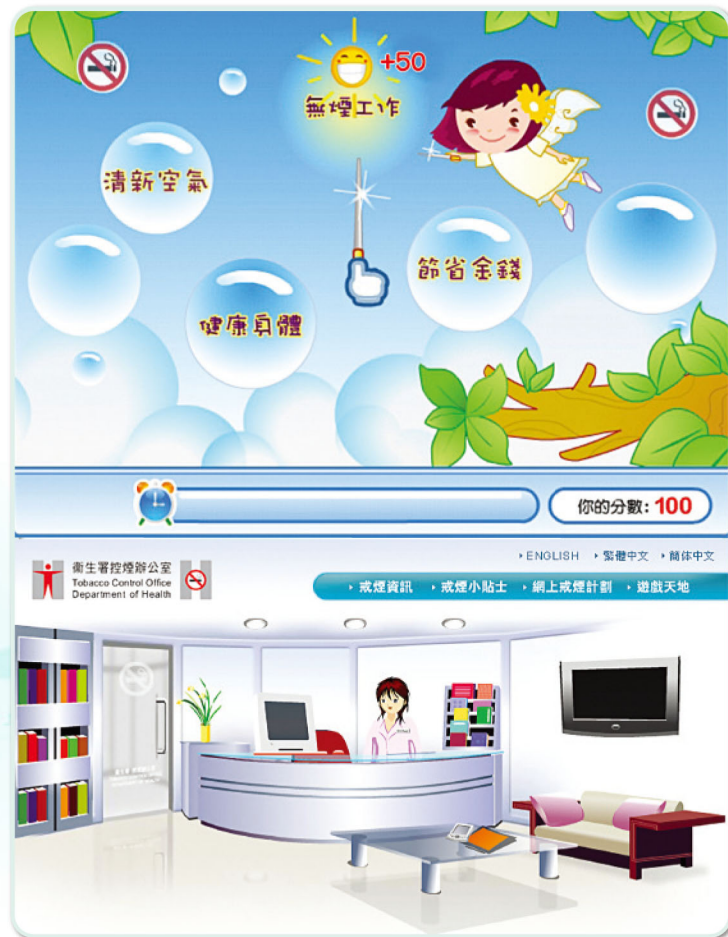 +50
無煙工作
清新空氣
節省金錢
健康身體
你的分數: 100
ENGLISH
繁體中文
簡体中文
衞生署控煙辦公室
Tobacco Control Office
Department of Health
戒煙資訊
戒煙小貼士
網上戒煙計劃
遊戲天地